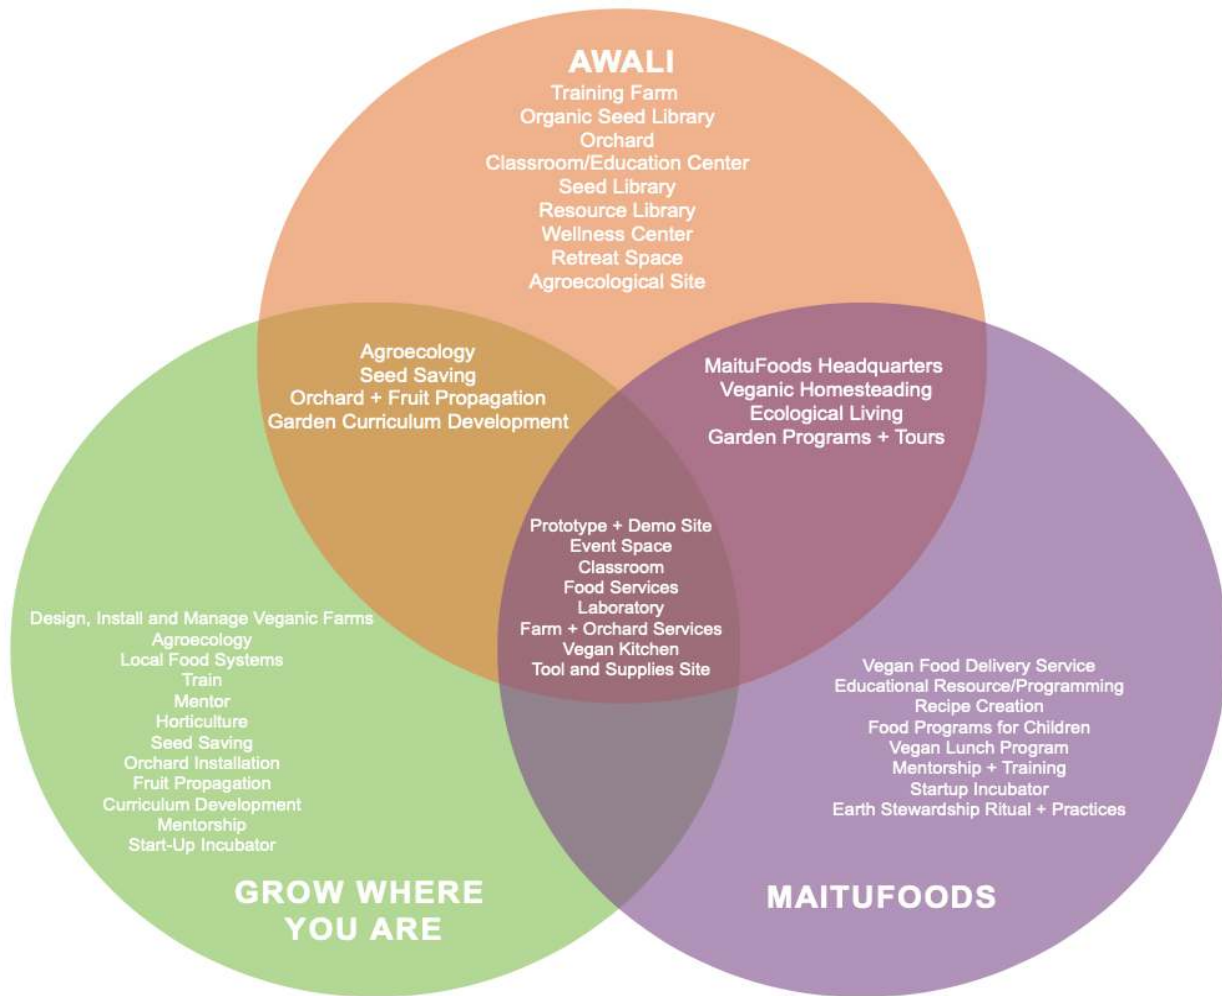 AWALI
Training Farm
Organic Seed Library
Orchard
Classroom/Education Center
Seed Library
Resource Library
Wellness Center
Retreat Space
Agroecological Site
Agroecology
Seed Saving
Orchard + Fruit Propagation
Garden Curriculum Development
MaituFoods Headquarters
Veganic Homesteading
Ecological Living
Garden Programs + Tours
Prototype + Demo Site
Event Space
Classroom
Food Services
Laboratory
Farm + Orchard Services
Vegan Kitchen
Tool and Supplies Site
Design, Install and Manage Veganic Farms
Agroecology
Local Food Systems
Train
Mentor
Horticulture
Seed Saving
Orchard Installation
Fruit Propagation
Curriculum Development
Mentorship
Start-Up Incubator
GROW WHERE
YOU ARE
Vegan Food Delivery Service
Educational Resource/Programming
Recipe Creation
Food Programs for Children
Vegan Lunch Program
Mentorship + Training
Startup Incubator
Earth Stewardship Ritual + Practices
MAITUFOODS